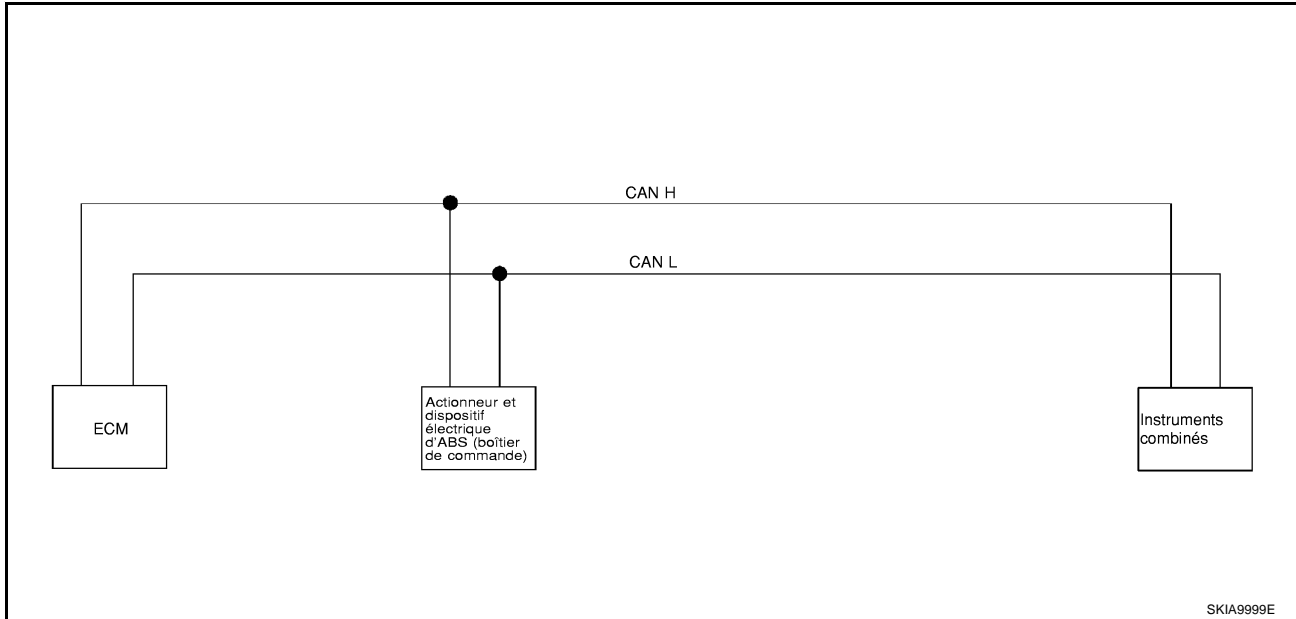 CAN H
CAN L
ECM
Actionneur et
dispositif
électrique
d'ABS (boîtier
de commande)
Instruments
combinés
SKIA9999E